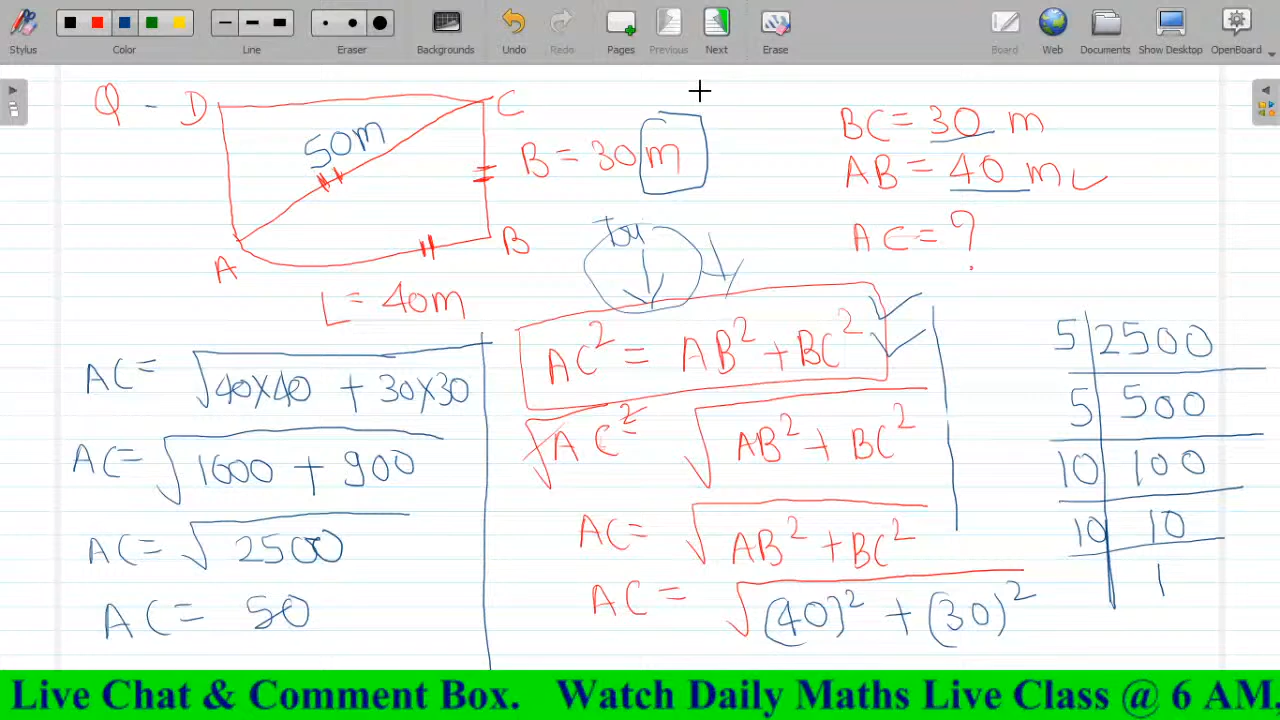 Stylus Color Line Eraser Backgrounds Undo Redo Pages Previous Next Erase Board Web Documents Show Desktop OpenBoard
Q - D C
50m
B = 30 m
A B
L = 40m
BC = 30 m
AB = 40 m
AC = ?
AC² = AB² + BC²
√AC² √AB² + BC²
AC = √AB² + BC²
AC = √(40)² + (30)²
AC = √40×40 + 30×30
AC = √1600 + 900
AC = √2500
AC = 50
5 | 2500
5 | 500
10 | 100
10 | 10
1
Live Chat & Comment Box. Watch Daily Maths Live Class @ 6 AM.